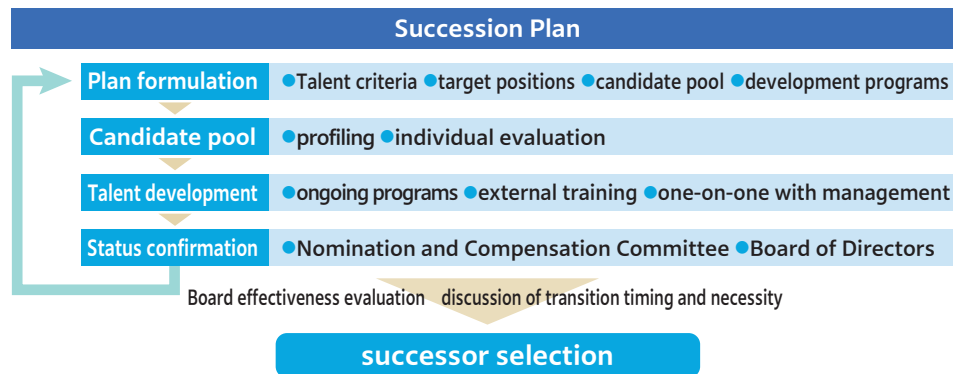 Succession Plan
Plan formulation ●Talent criteria ●target positions ●candidate pool ●development programs
Candidate pool ●profiling ●individual evaluation
Talent development ●ongoing programs ●external training ●one-on-one with management
Status confirmation ●Nomination and Compensation Committee ●Board of Directors
Board effectiveness evaluation discussion of transition timing and necessity
successor selection